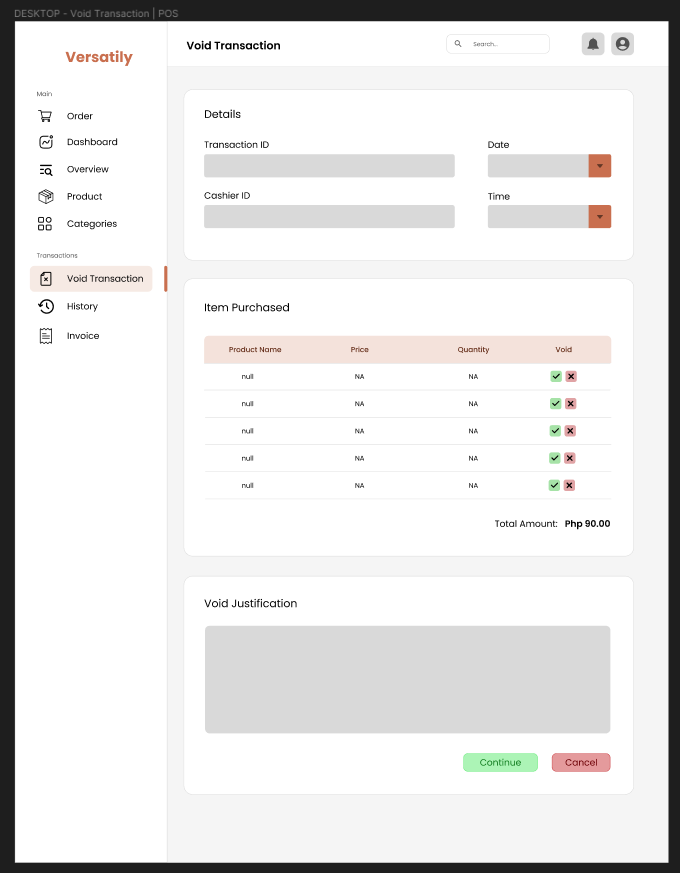 DESKTOP - Void Transaction | POS
Versatily
Void Transaction
Search..
Main
Order
Dashboard
Overview
Product
Categories
Transactions
Void Transaction
History
Invoice
Details
Transaction ID
Date
Cashier ID
Time
Item Purchased
Product Name Price Quantity Void
null NA NA
null NA NA
null NA NA
null NA NA
null NA NA
Total Amount: Php 90.00
Void Justification
Continue Cancel